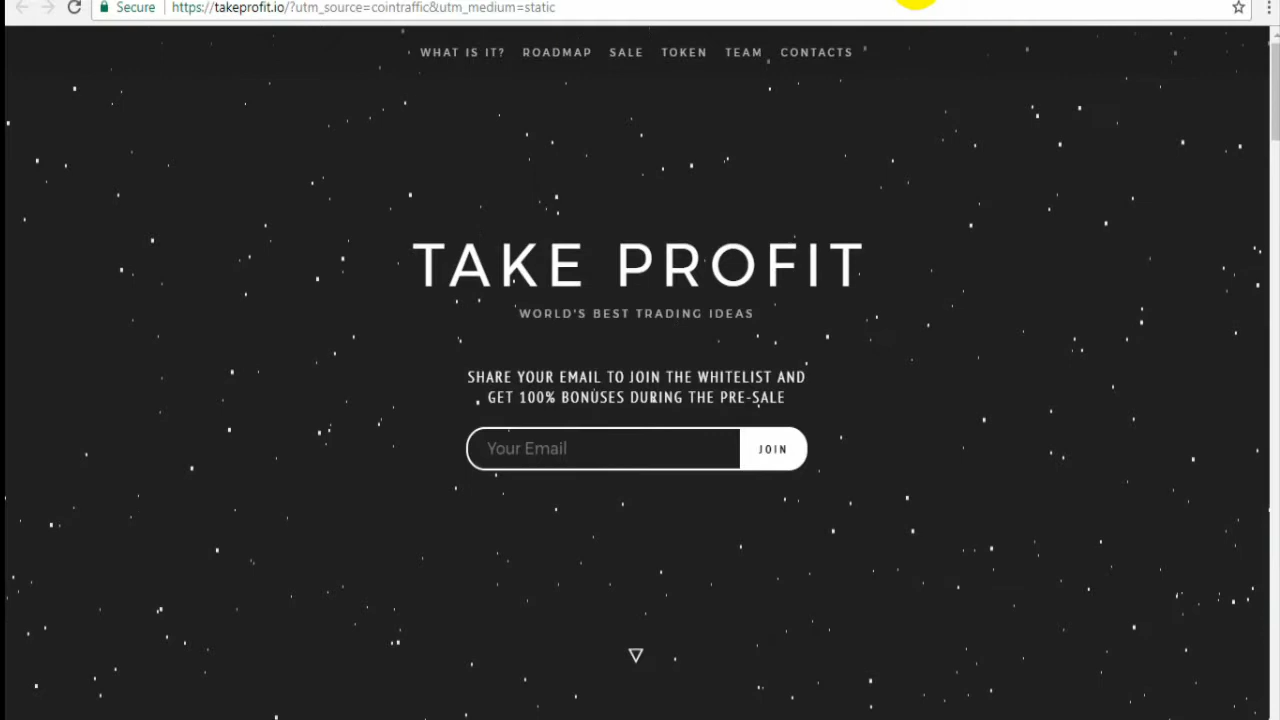 Secure https://takeprofit.io/?utm_source=cointraffic&utm_medium=static
WHAT IS IT? ROADMAP SALE TOKEN TEAM CONTACTS
TAKE PROFIT
WORLD'S BEST TRADING IDEAS
SHARE YOUR EMAIL TO JOIN THE WHITELIST AND
GET 100% BONUSES DURING THE PRE-SALE
Your Email JOIN